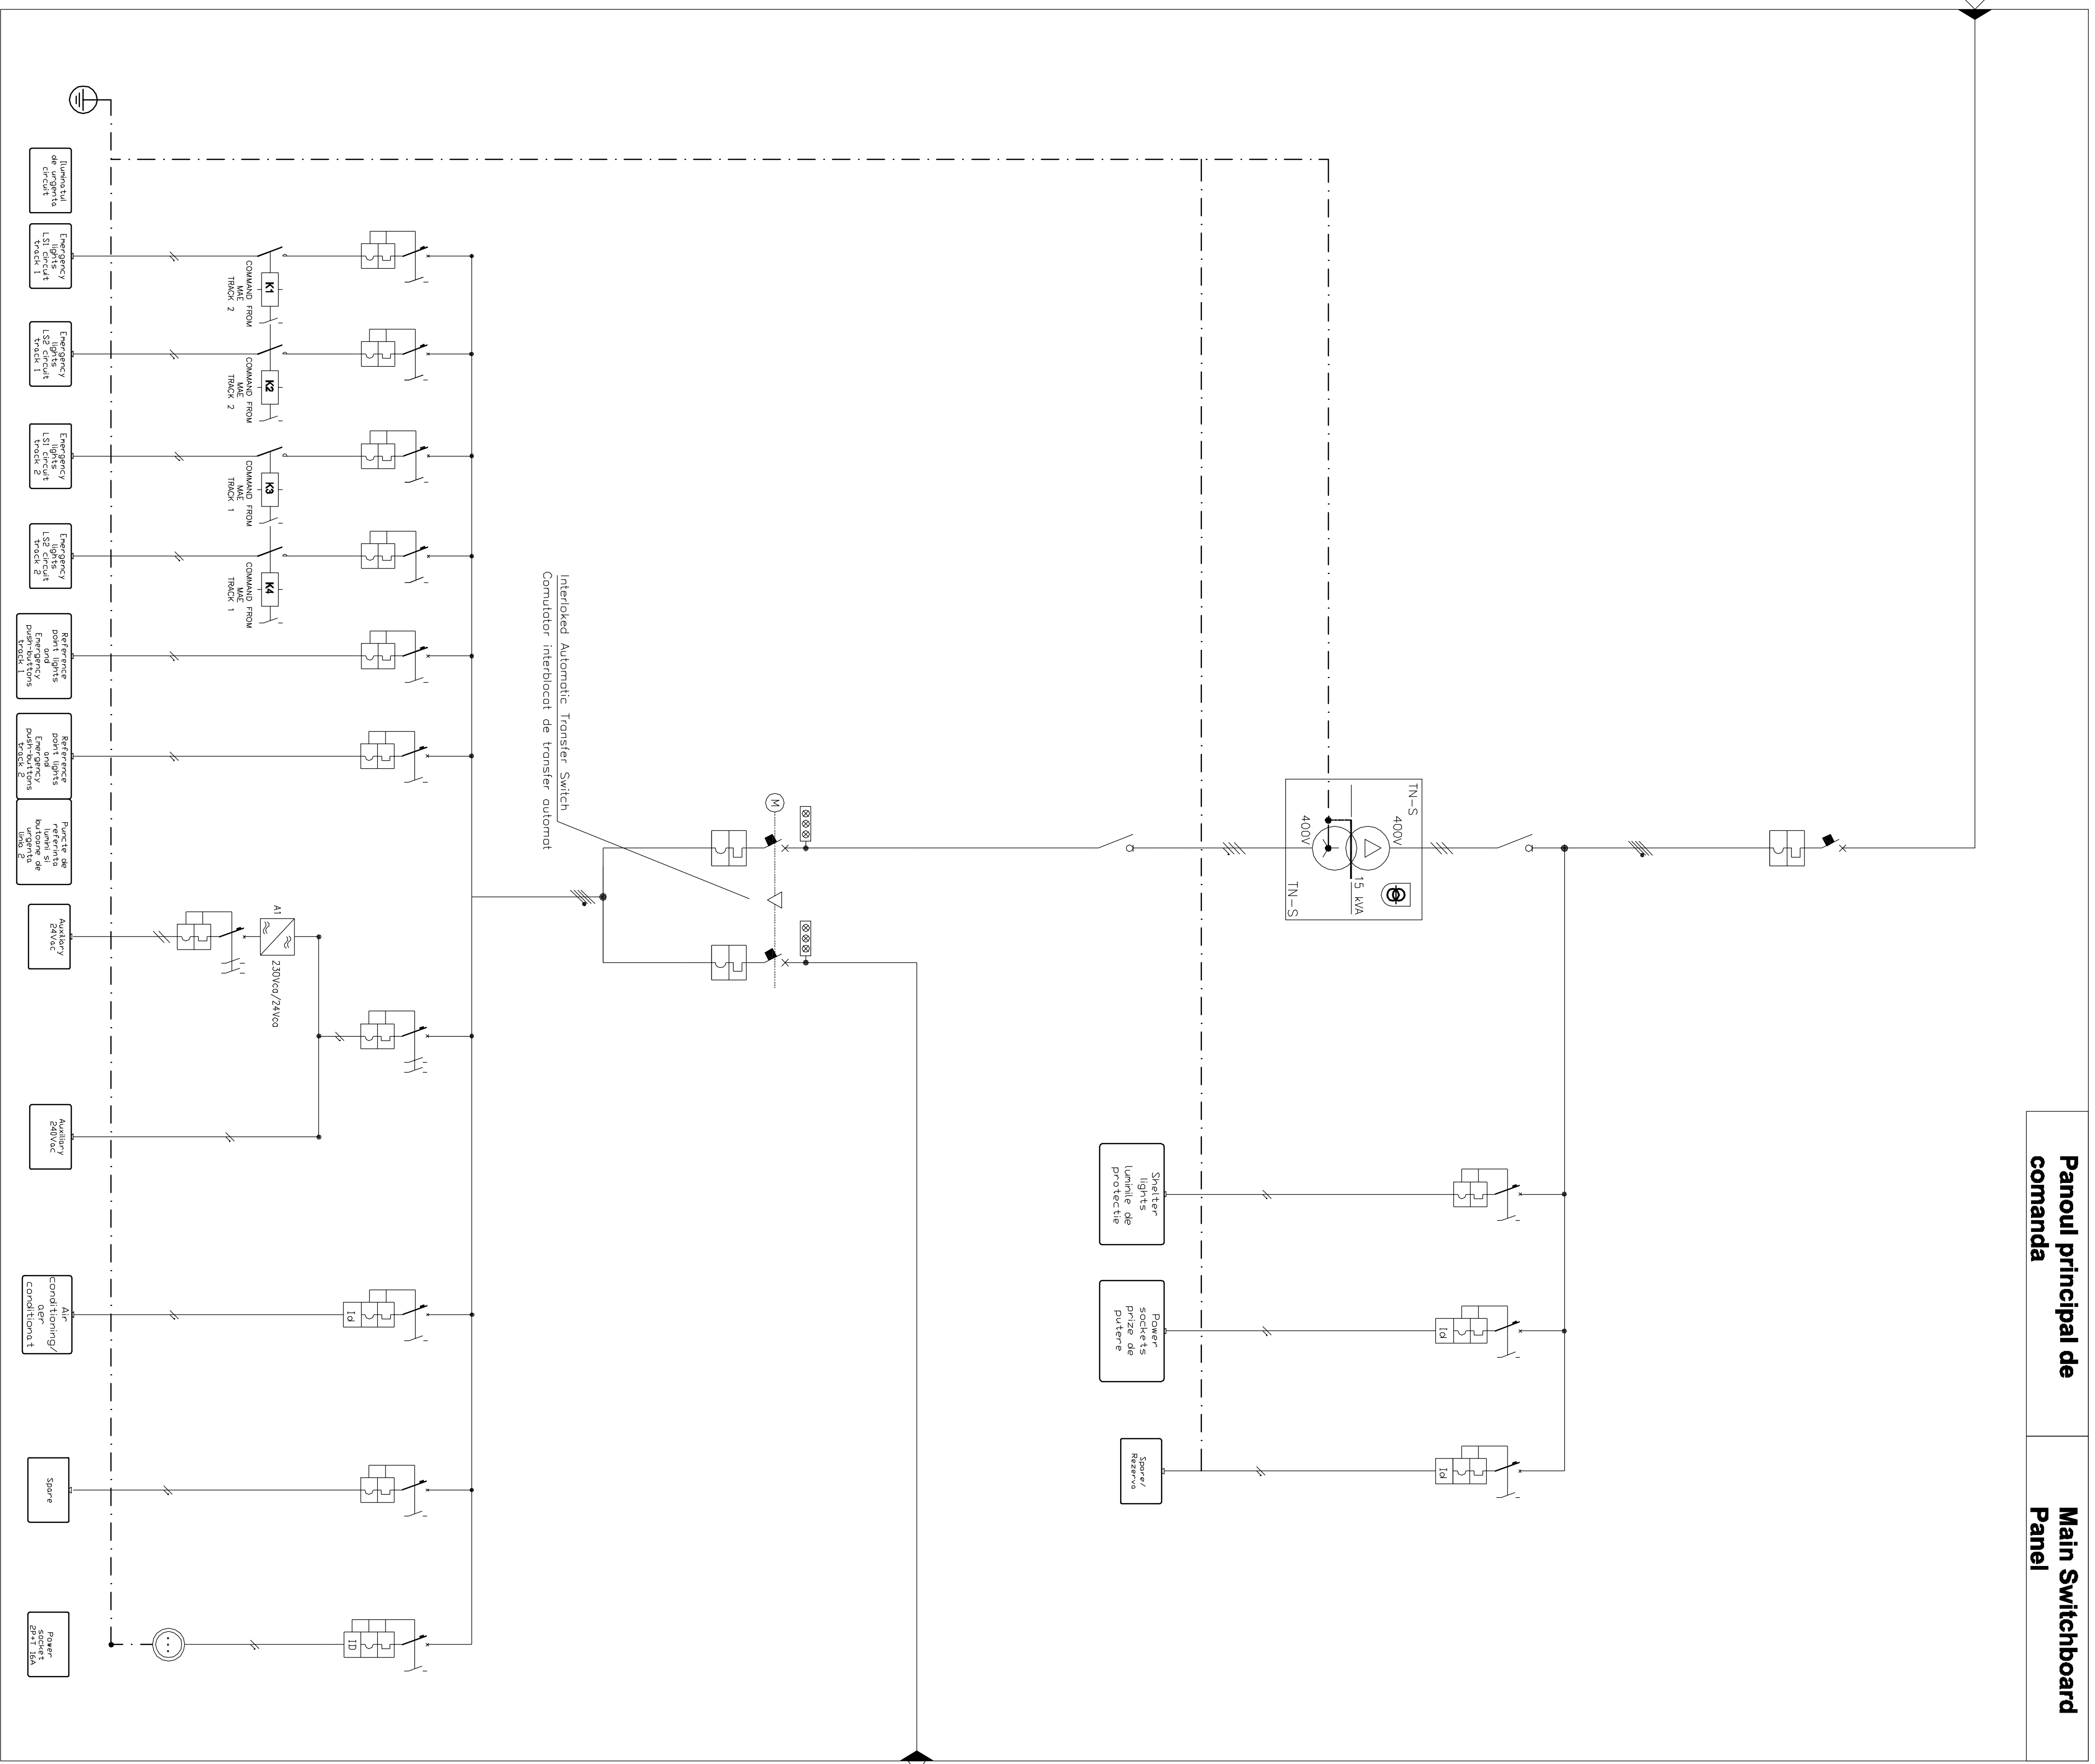 Panoul principal de
comanda
Main Switchboard
Panel
TN-S
400V
15 kVA
400V
TN-S
Shelter
lights
luminile de
protectie
Power
sockets
prize de
putere
Id
Spare/
Rezerva
Id
M
Interloked Automatic Transfer Switch
Comutator interblocat de transfer automat
K1
COMMAND FROM
MAE
TRACK 2
K2
COMMAND FROM
MAE
TRACK 2
K3
COMMAND FROM
MAE
TRACK 1
K4
COMMAND FROM
MAE
TRACK 1
A1
230Vca/24Vca
Id
ID
Iluminatul
de urgenta
circuit
Emergency
lights
LS1 circuit
track 1
Emergency
lights
LS2 circuit
track 1
Emergency
lights
LS1 circuit
track 2
Emergency
lights
LS2 circuit
track 2
Reference
point lights
and
Emergency
push-buttons
track 1
Reference
point lights
and
Emergency
push-buttons
track 2
Puncte de
referinta
lumini si
butoane de
urgenta
linia 2
Auxiliary
24Vac
Auxiliary
240Vac
Air
conditioning/
aer
conditionat
Spare
Power
socket
2P+T 16A